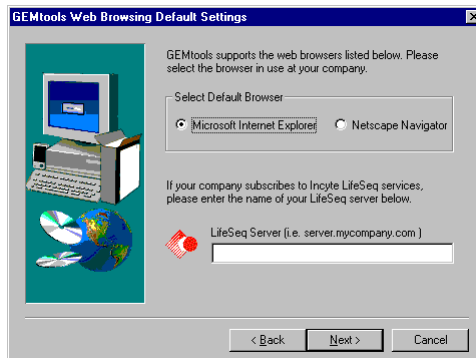 GEMtools Web Browsing Default Settings
GEMtools supports the web browsers listed below. Please
select the browser in use at your company.
Select Default Browser
Microsoft Internet Explorer
Netscape Navigator
If your company subscribes to Incyte LifeSeq services,
please enter the name of your LifeSeq server below.
LifeSeq Server (i.e. server.mycompany.com )
< Back
Next >
Cancel